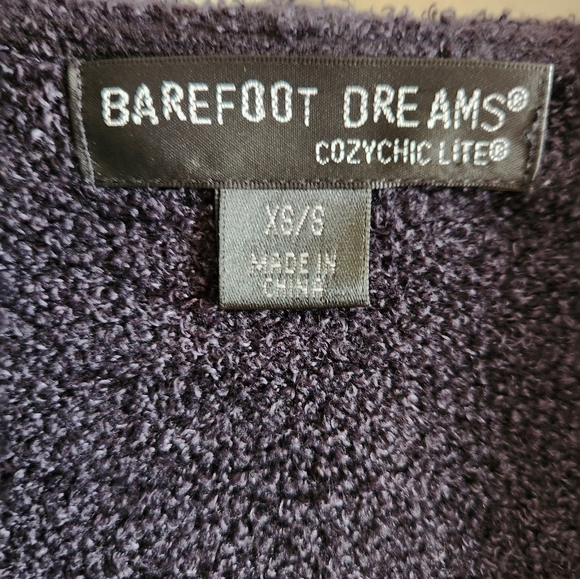 BAREFOOT DREAMS®
COZYCHIC LITE®
XS/S
MADE IN
CHINA